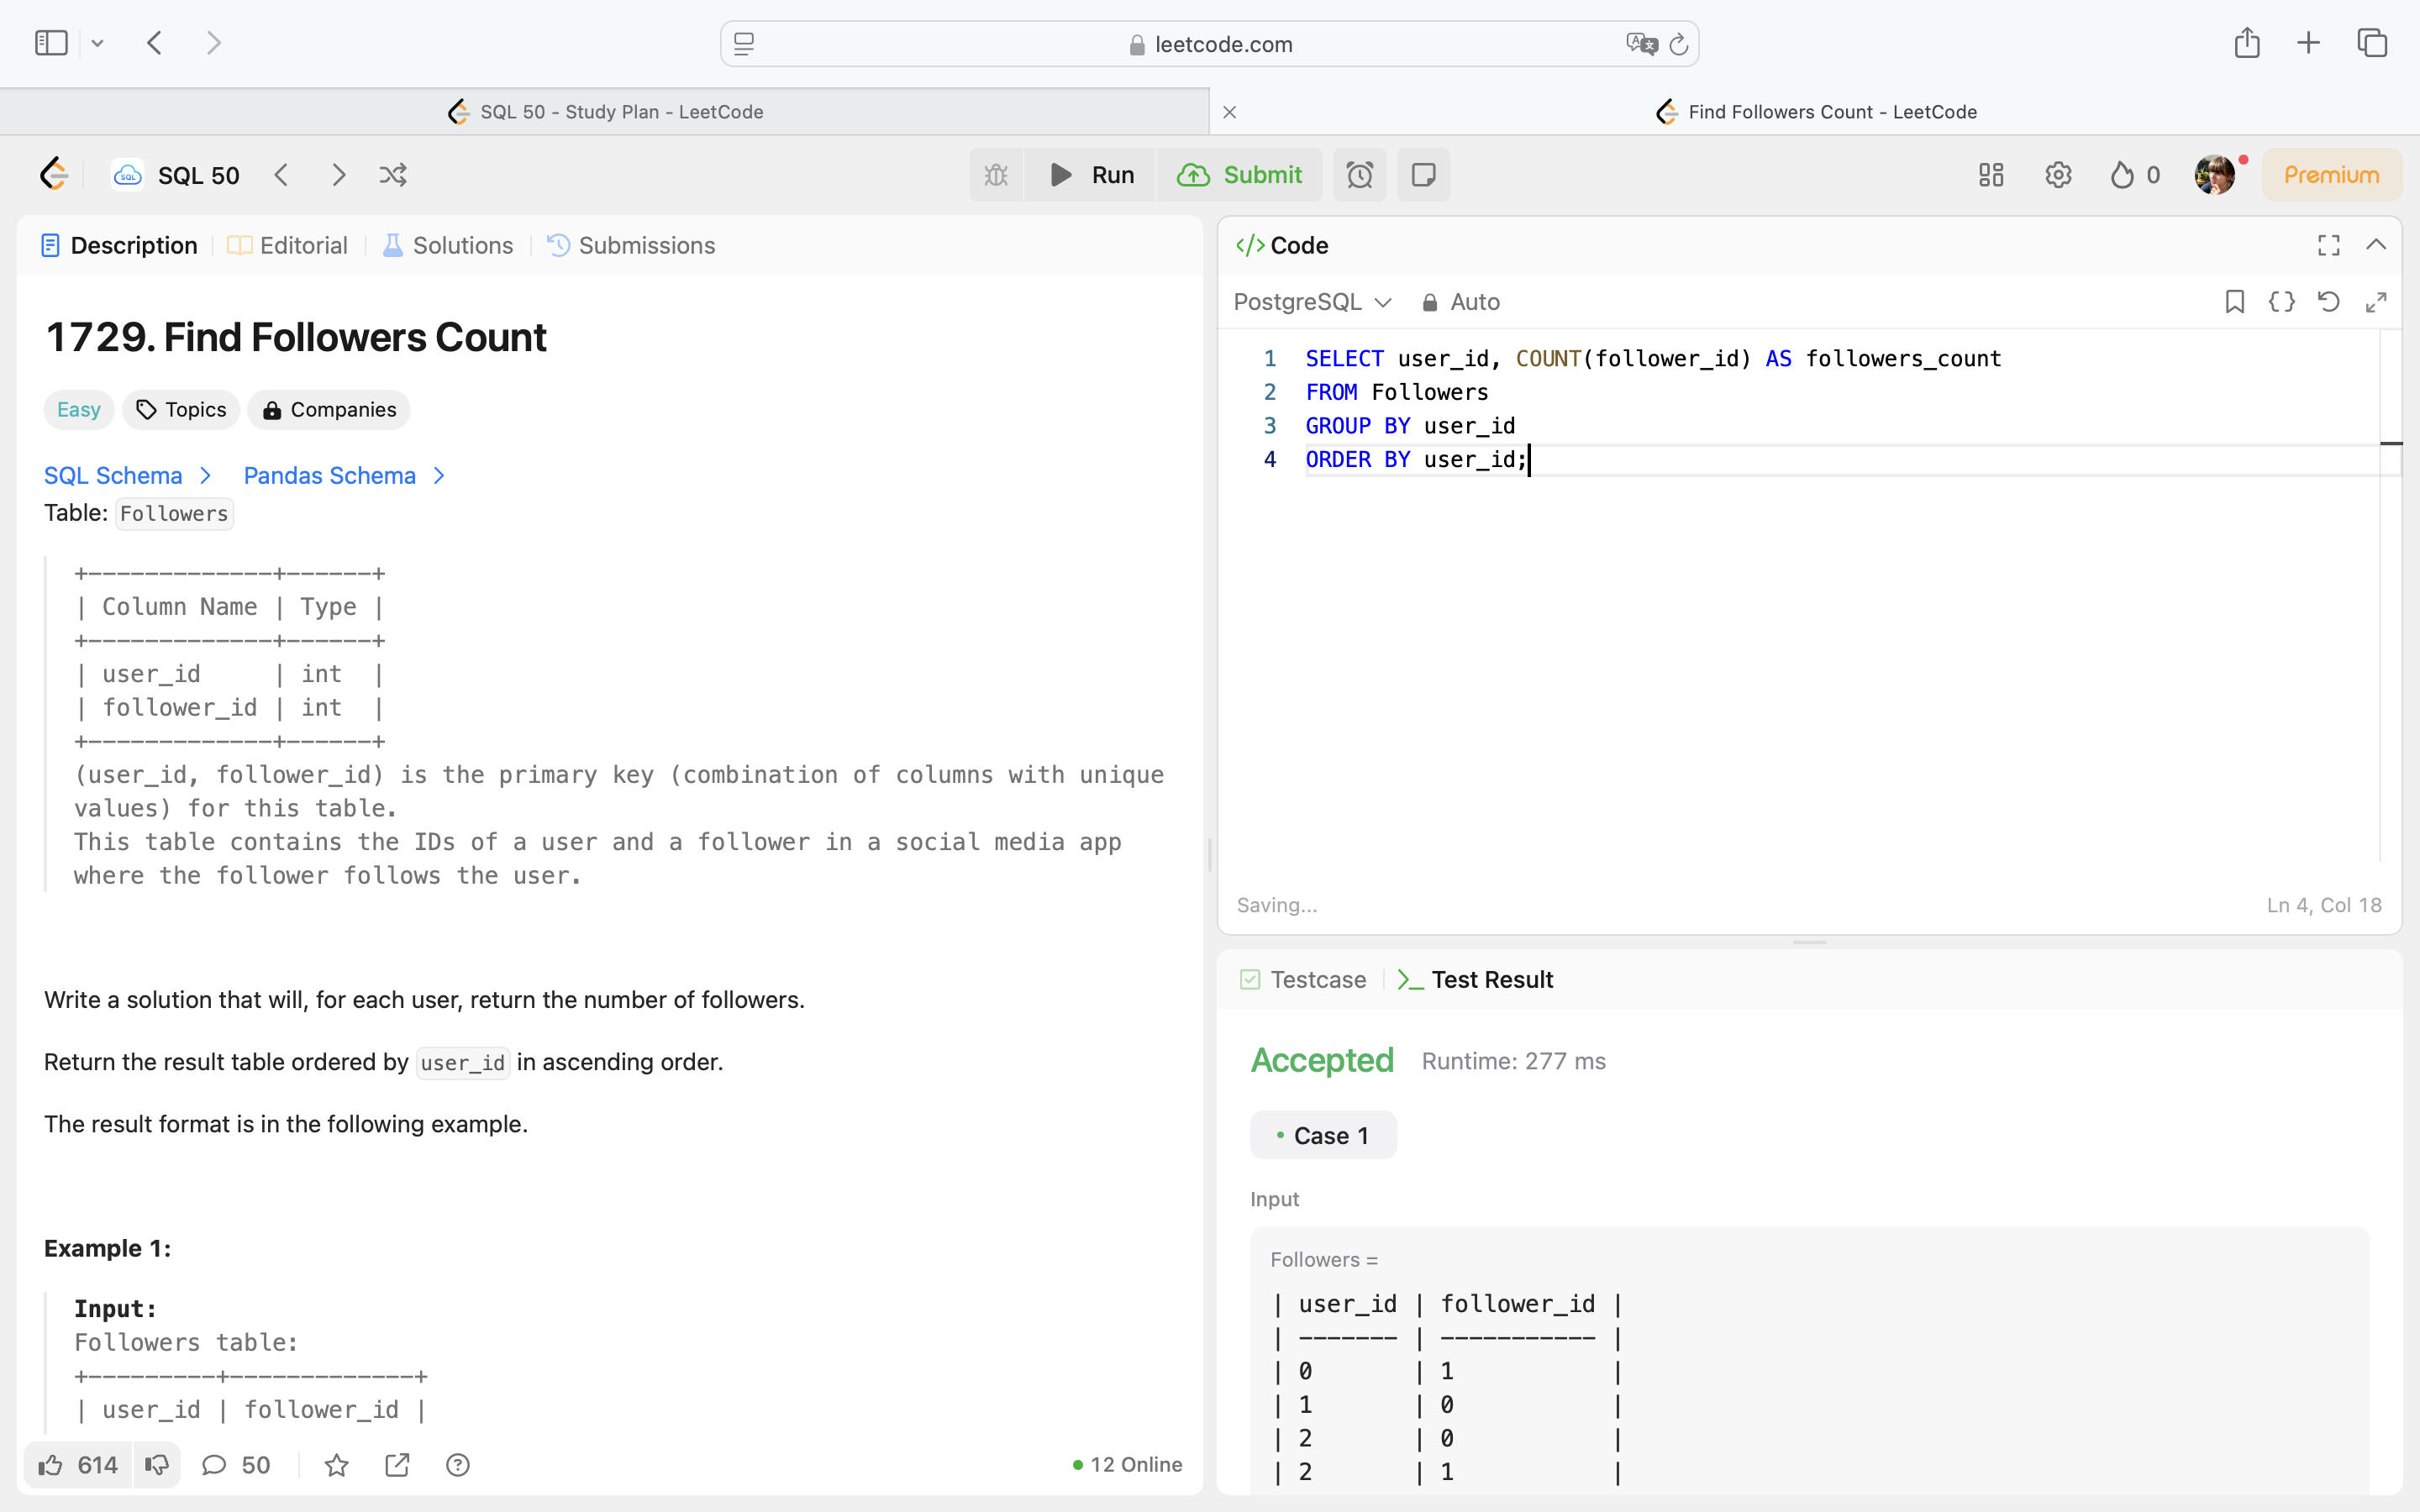 leetcode.com
SQL 50 - Study Plan - LeetCode
Find Followers Count - LeetCode
SQL 50
Run
Submit
0
Premium
Description
Editorial
Solutions
Submissions
1729. Find Followers Count
Easy
Topics
Companies
SQL Schema
Pandas Schema
Table: Followers
+-------------+------+
| Column Name | Type |
+-------------+------+
| user_id     | int  |
| follower_id | int  |
+-------------+------+
(user_id, follower_id) is the primary key (combination of columns with unique
values) for this table.
This table contains the IDs of a user and a follower in a social media app
where the follower follows the user.
Write a solution that will, for each user, return the number of followers.
Return the result table ordered by user_id in ascending order.
The result format is in the following example.
Example 1:
Input:
Followers table:
+---------+-------------+
| user_id | follower_id |
614
50
12 Online
Code
PostgreSQL
Auto
1 SELECT user_id, COUNT(follower_id) AS followers_count
2 FROM Followers
3 GROUP BY user_id
4 ORDER BY user_id;
Saving...
Ln 4, Col 18
Testcase
Test Result
Accepted
Runtime: 277 ms
Case 1
Input
Followers =
| user_id | follower_id |
| ------- | ----------- |
| 0       | 1           |
| 1       | 0           |
| 2       | 0           |
| 2       | 1           |